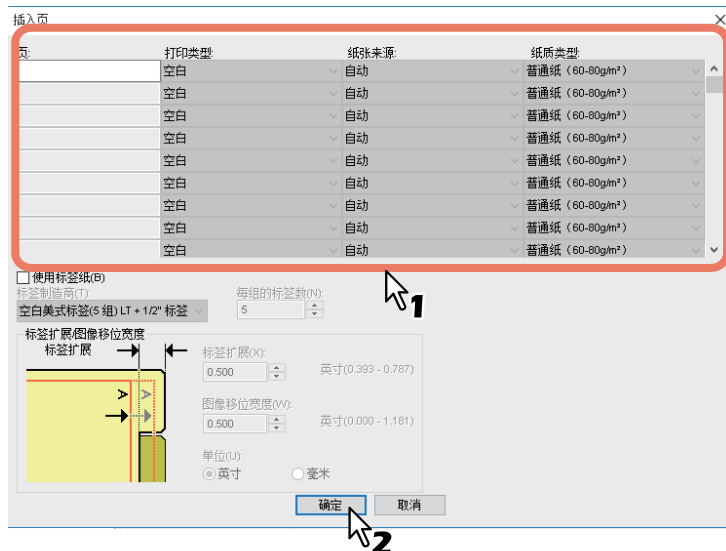 插入页
页: 打印类型: 纸张来源: 纸质类型:
空白 自动 普通纸（60-80g/m²）
空白 自动 普通纸（60-80g/m²）
空白 自动 普通纸（60-80g/m²）
空白 自动 普通纸（60-80g/m²）
空白 自动 普通纸（60-80g/m²）
空白 自动 普通纸（60-80g/m²）
空白 自动 普通纸（60-80g/m²）
空白 自动 普通纸（60-80g/m²）
空白 自动 普通纸（60-80g/m²）
1
使用标签纸(B)
标签制造商(T): 每组的标签数(N):
空白美式标签(5 组) LT + 1/2" 标签 5
标签扩展/图像移位宽度
标签扩展
标签扩展(X):
0.500 英寸(0.393 - 0.787)
A A
图像移位宽度(W):
0.500 英寸(0.000 - 1.181)
单位(U):
英寸 毫米
确定 取消
2